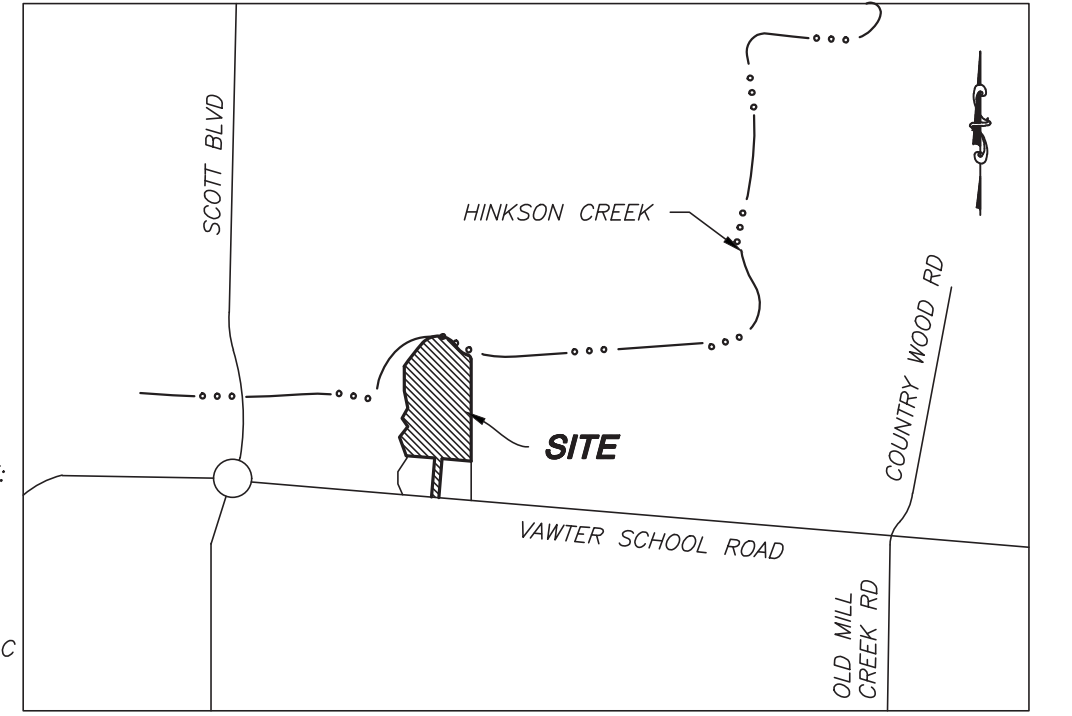 SCOTT BLVD
HINKSON CREEK
COUNTRY WOOD RD
SITE
VAWTER SCHOOL ROAD
OLD MILL
CREEK RD
C